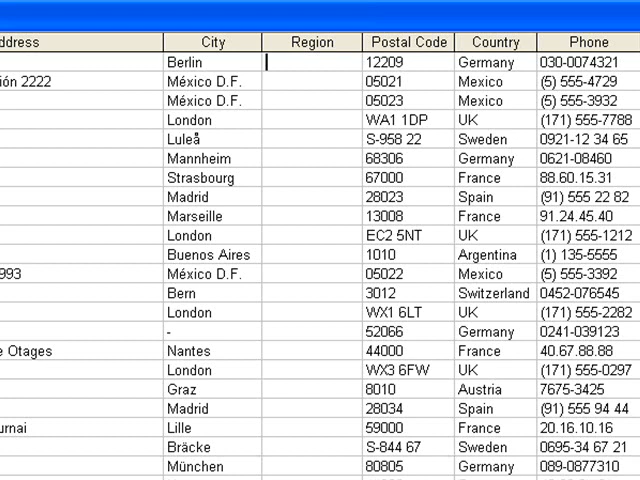 ddress City Region Postal Code Country Phone
Berlin 12209 Germany 030-0074321
ión 2222 México D.F. 05021 Mexico (5) 555-4729
México D.F. 05023 Mexico (5) 555-3932
London WA1 1DP UK (171) 555-7788
Luleå S-958 22 Sweden 0921-12 34 65
Mannheim 68306 Germany 0621-08460
Strasbourg 67000 France 88.60.15.31
Madrid 28023 Spain (91) 555 22 82
Marseille 13008 France 91.24.45.40
London EC2 5NT UK (171) 555-1212
Buenos Aires 1010 Argentina (1) 135-5555
993 México D.F. 05022 Mexico (5) 555-3392
Bern 3012 Switzerland 0452-076545
London WX1 6LT UK (171) 555-2282
- 52066 Germany 0241-039123
e Otages Nantes 44000 France 40.67.88.88
London WX3 6FW UK (171) 555-0297
Graz 8010 Austria 7675-3425
Madrid 28034 Spain (91) 555 94 44
urnai Lille 59000 France 20.16.10.16
Bräcke S-844 67 Sweden 0695-34 67 21
München 80805 Germany 089-0877310